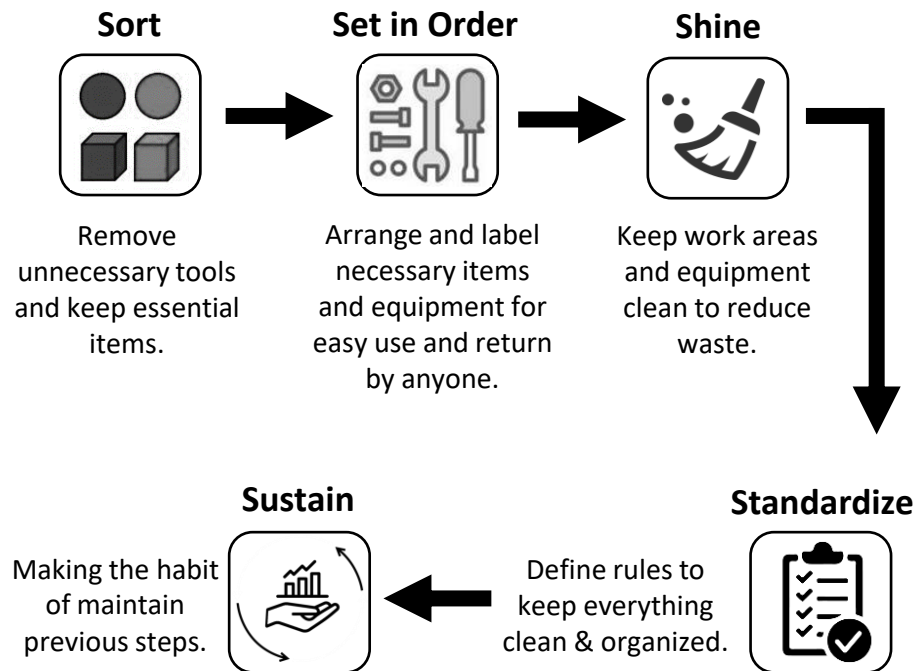 Sort
Remove
unnecessary tools
and keep essential
items.
Set in Order
Arrange and label
necessary items
and equipment for
easy use and return
by anyone.
Shine
Keep work areas
and equipment
clean to reduce
waste.
Standardize
Define rules to
keep everything
clean & organized.
Sustain
Making the habit
of maintain
previous steps.